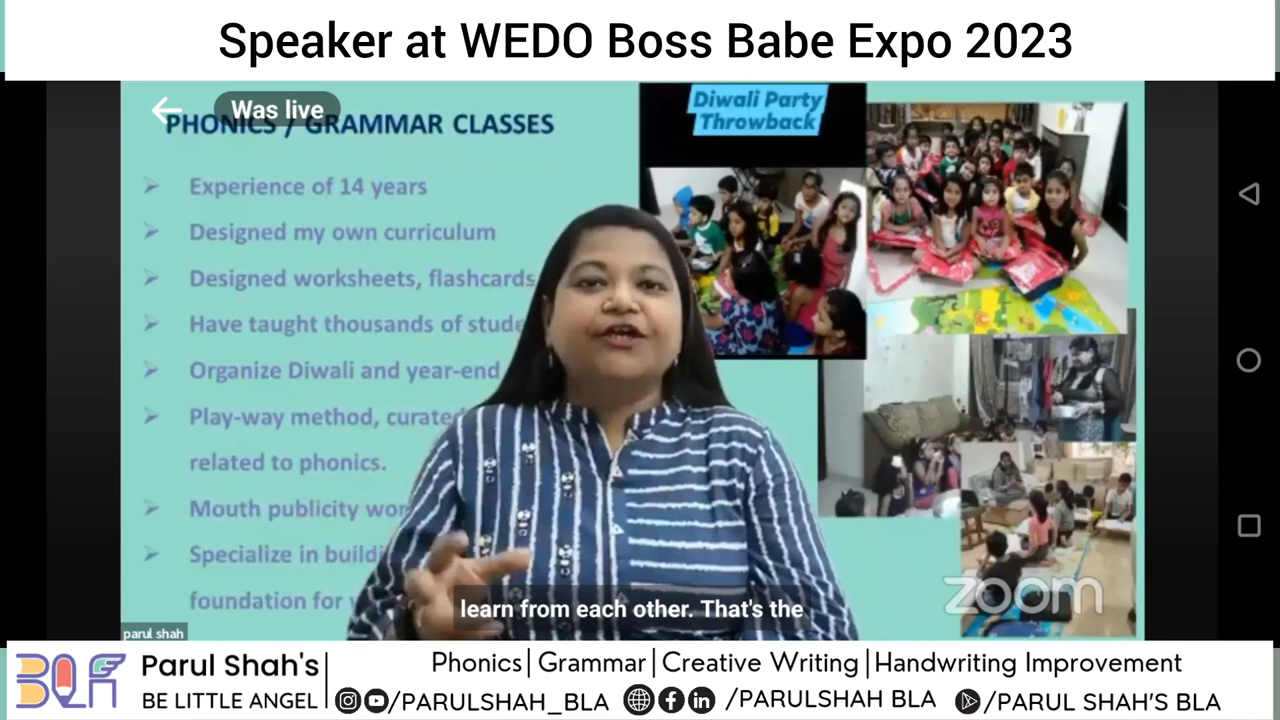 Speaker at WEDO Boss Babe Expo 2023
Was live
PHONICS / GRAMMAR CLASSES
Diwali Party
Throwback
Experience of 14 years
Designed my own curriculum
Designed worksheets, flashcards
Have taught thousands of stude
Organize Diwali and year-end
Play-way method, curated
related to phonics.
Mouth publicity wor
Specialize in buildi
foundation for
learn from each other. That's the
zoom
parul shah
BLA
Parul Shah's
BE LITTLE ANGEL
Phonics| Grammar|Creative Writing |Handwriting Improvement
/PARULSHAH_BLA /PARULSHAH BLA /PARUL SHAH'S BLA